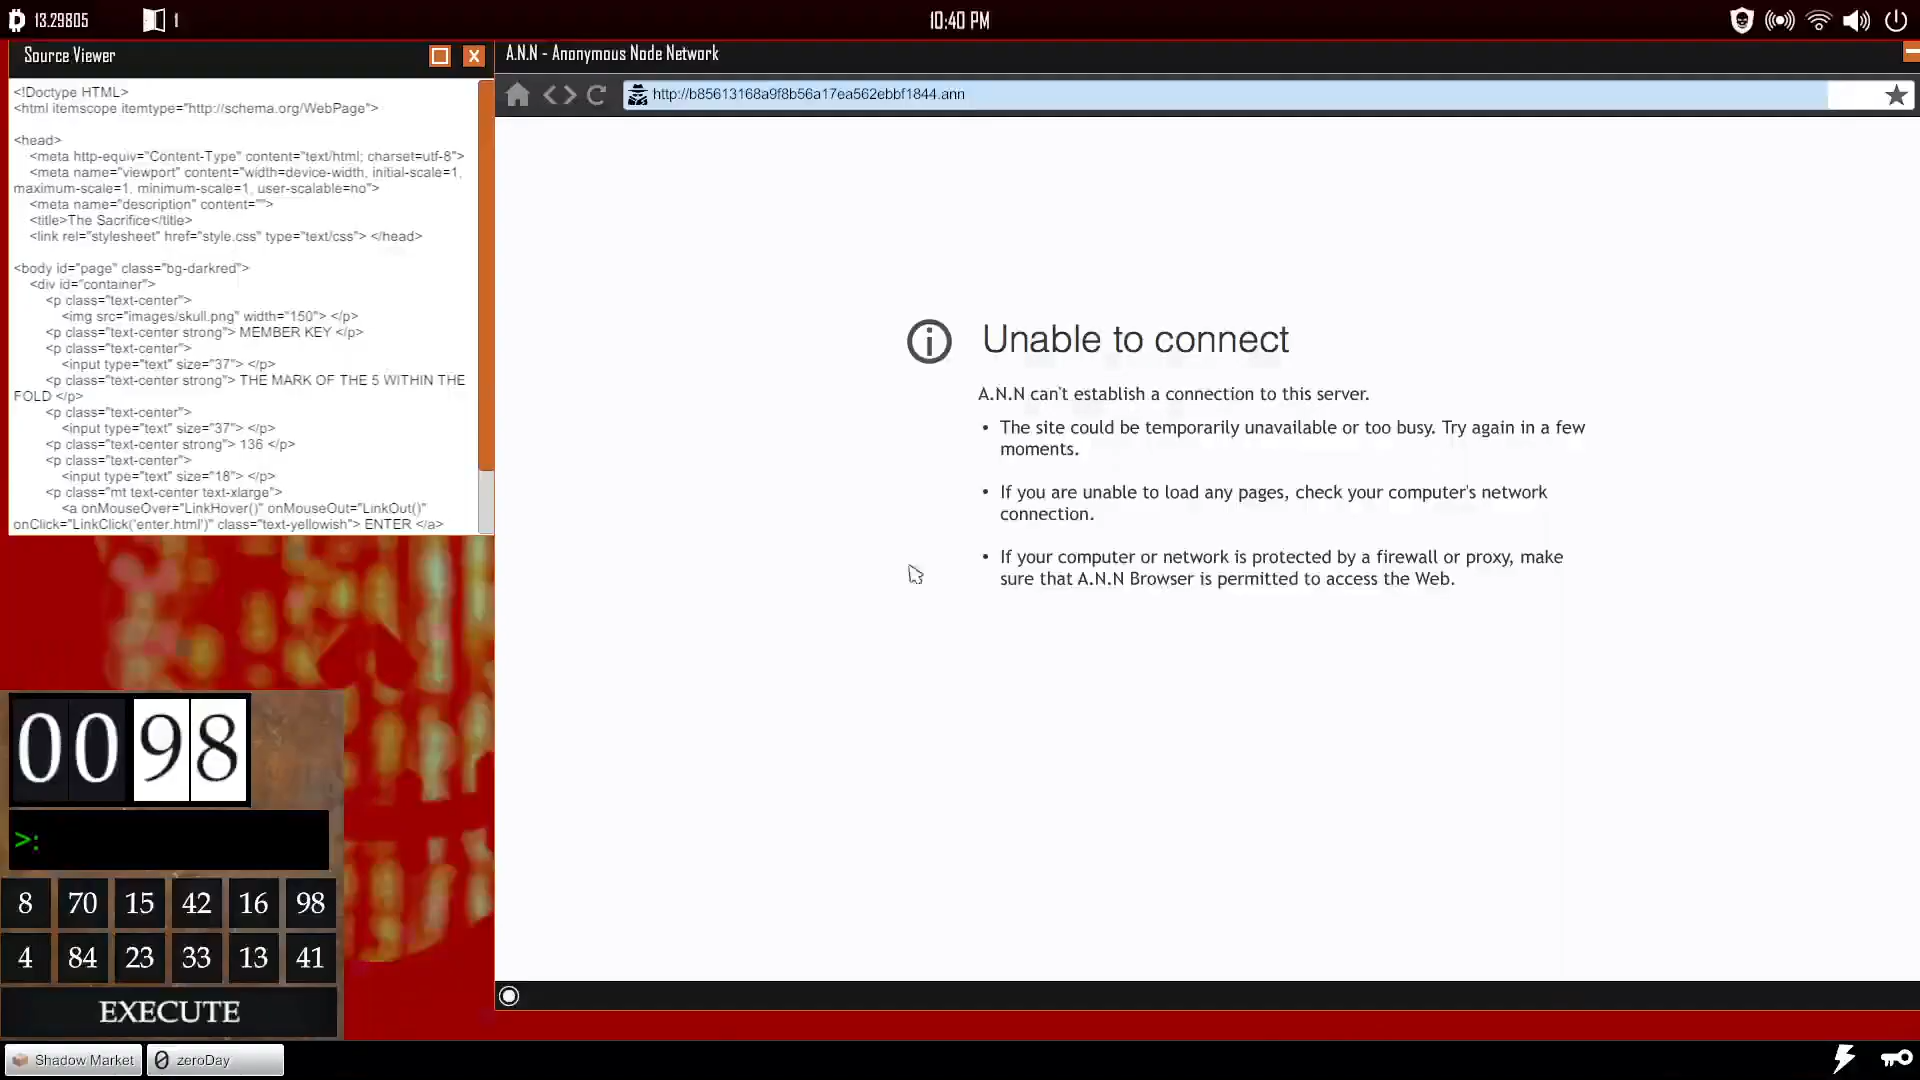 13.29805
1
10:40 PM
Source Viewer
X
<!Doctype HTML>
<html itemscope itemtype="http://schema.org/WebPage">
<head>
<meta http-equiv="Content-Type" content="text/html; charset=utf-8">
<meta name="viewport" content="width=device-width, initial-scale=1,
maximum-scale=1, minimum-scale=1, user-scalable=no">
<meta name="description" content="">
<title>The Sacrifice</title>
<link rel="stylesheet" href="style.css" type="text/css"> </head>
<body id="page" class="bg-darkred">
<div id="container">
<p class="text-center">
<img src="images/skull.png" width="150"> </p>
<p class="text-center strong"> MEMBER KEY </p>
<p class="text-center">
<input type="text" size="37"> </p>
<p class="text-center strong"> THE MARK OF THE 5 WITHIN THE
FOLD </p>
<p class="text-center">
<input type="text" size="37"> </p>
<p class="text-center strong"> 136 </p>
<p class="text-center">
<input type="text" size="18"> </p>
<p class="mt text-center text-xlarge">
<a onMouseOver="LinkHover()" onMouseOut="LinkOut()"
onClick="LinkClick('enter.html')" class="text-yellowish"> ENTER </a>
A.N.N - Anonymous Node Network
http://b85613168a9f8b56a17ea562ebbf1844.ann
Unable to connect
A.N.N can't establish a connection to this server.
• The site could be temporarily unavailable or too busy. Try again in a few
moments.
• If you are unable to load any pages, check your computer's network
connection.
• If your computer or network is protected by a firewall or proxy, make
sure that A.N.N Browser is permitted to access the Web.
0098
>:
8 70 15 42 16 98
4 84 23 33 13 41
EXECUTE
Shadow Market
zeroDay